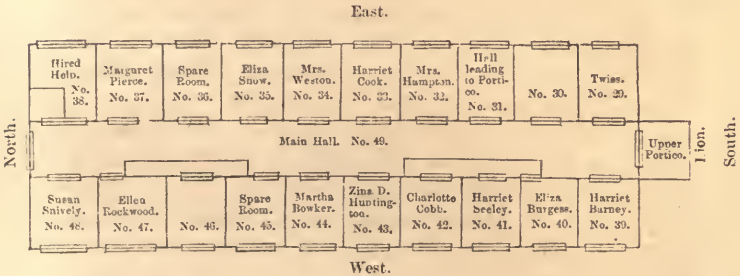 East.
Hired Help. No. 38.
Margaret Pierce. No. 37.
Spare Room. No. 36.
Eliza Snow. No. 35.
Mrs. Weston. No. 34.
Harriet Cook. No. 33.
Mrs. Hampton. No. 32.
Hall leading to Portico. No. 31.
No. 30.
Twiss. No. 29.
North.
Main Hall. No. 49.
Upper Portico.
Lion.
South.
Susan Snively. No. 48.
Ellen Rockwood. No. 47.
No. 46.
Spare Room. No. 45.
Martha Bowker. No. 44.
Zina D. Huntington. No. 43.
Charlotte Cobb. No. 42.
Harriet Seeley. No. 41.
Eliza Burgess. No. 40.
Harriet Barney. No. 39.
West.